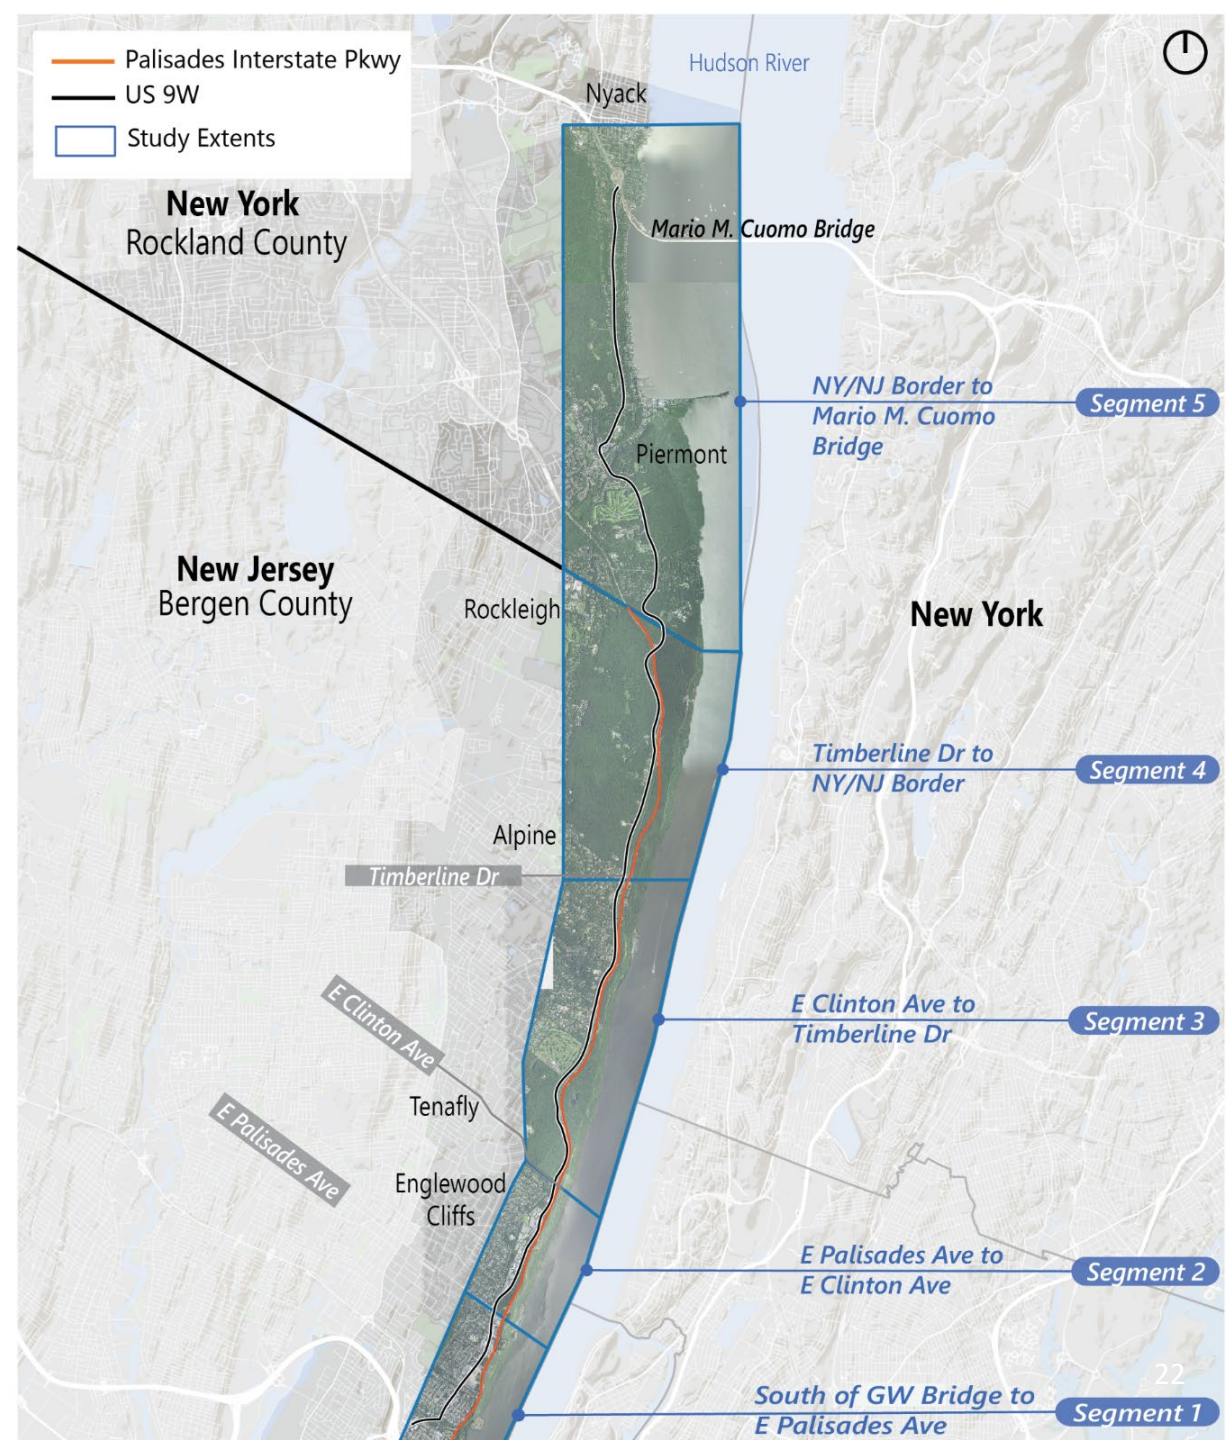 Palisades Interstate Pkwy
US 9W
Study Extents
Hudson River
Nyack
New York
Rockland County
Mario M. Cuomo Bridge
NY/NJ Border to
Mario M. Cuomo
Bridge
Segment 5
Piermont
New Jersey
Bergen County
Rockleigh
New York
Timberline Dr to
NY/NJ Border
Segment 4
Alpine
Timberline Dr
E Clinton Ave
E Clinton Ave to
Timberline Dr
Segment 3
Tenafly
E Palisades Ave
Englewood
Cliffs
E Palisades Ave to
E Clinton Ave
Segment 2
22
South of GW Bridge to
E Palisades Ave
Segment 1